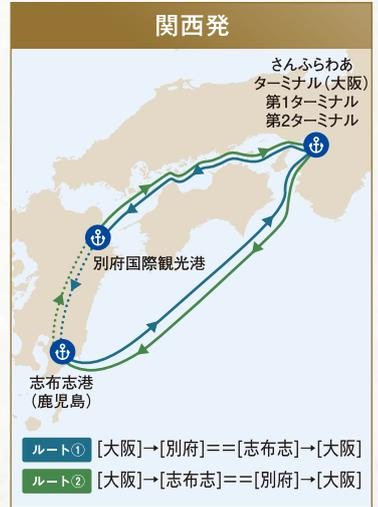 関西発
さんふらわあ
ターミナル（大阪）
第1ターミナル
第2ターミナル
別府国際観光港
志布志港
（鹿児島）
ルート① [大阪]→[別府]==[志布志]→[大阪]
ルート② [大阪]→[志布志]==[別府]→[大阪]